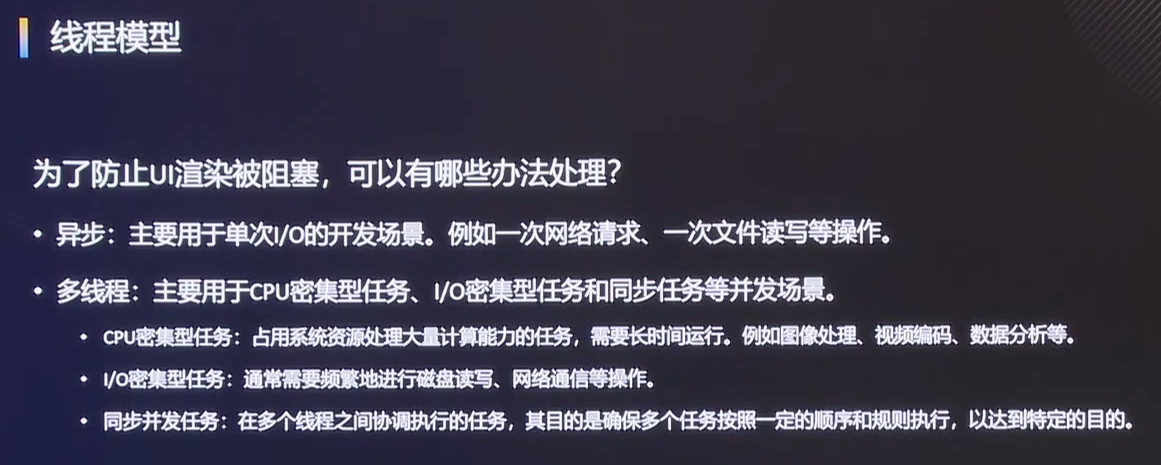 线程模型
为了防止UI渲染被阻塞，可以有哪些办法处理？
• 异步：主要用于单次I/O的开发场景。例如一次网络请求、一次文件读写等操作。
• 多线程：主要用于CPU密集型任务、I/O密集型任务和同步任务等并发场景。
• CPU密集型任务：占用系统资源处理大量计算能力的任务，需要长时间运行。例如图像处理、视频编码、数据分析等。
• I/O密集型任务：通常需要频繁地进行磁盘读写、网络通信等操作。
• 同步并发任务：在多个线程之间协调执行的任务，其目的是确保多个任务按照一定的顺序和规则执行，以达到特定的目的。